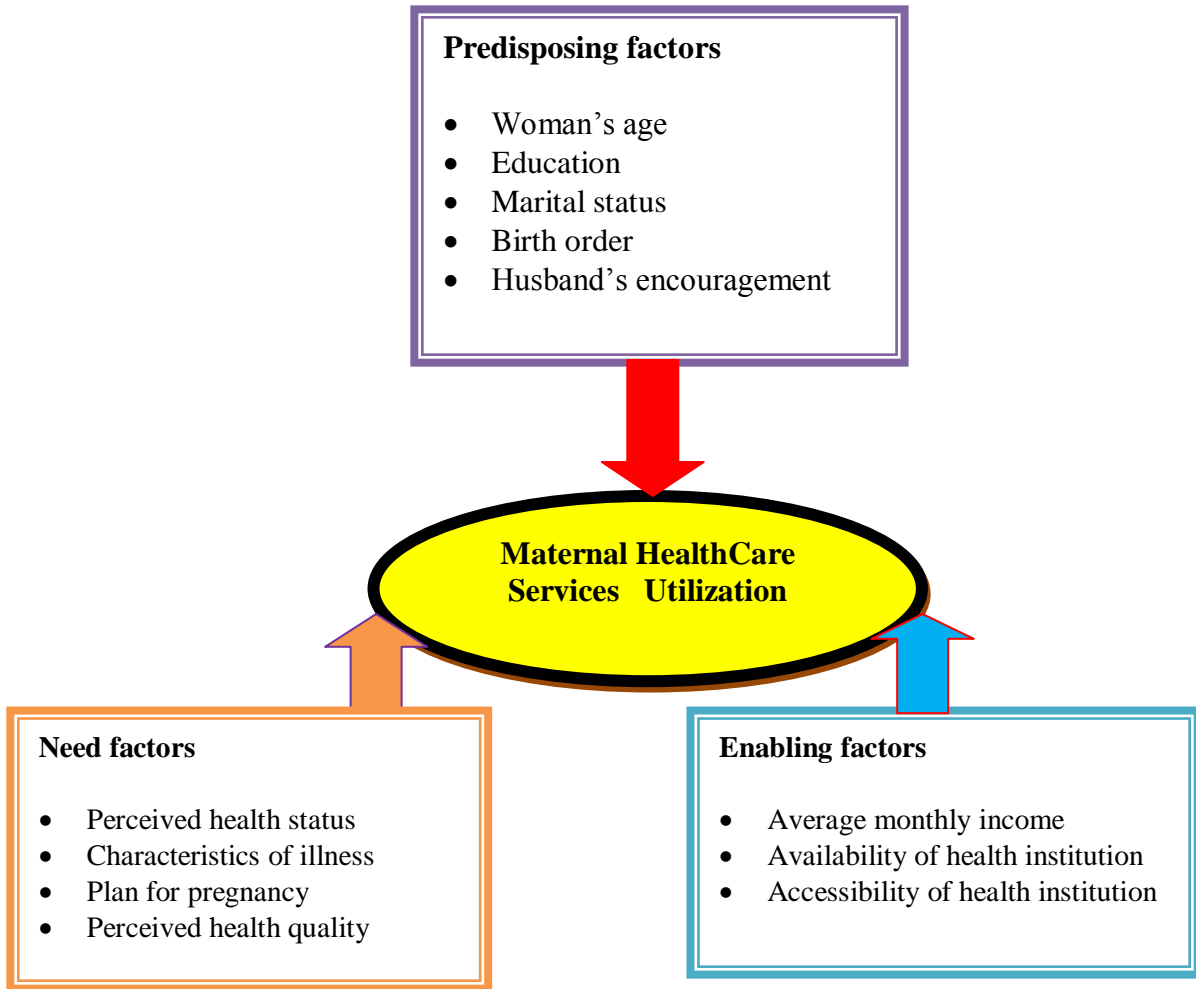 Predisposing factors
• Woman’s age
• Education
• Marital status
• Birth order
• Husband’s encouragement
Maternal HealthCare
Services Utilization
Need factors
• Perceived health status
• Characteristics of illness
• Plan for pregnancy
• Perceived health quality
Enabling factors
• Average monthly income
• Availability of health institution
• Accessibility of health institution